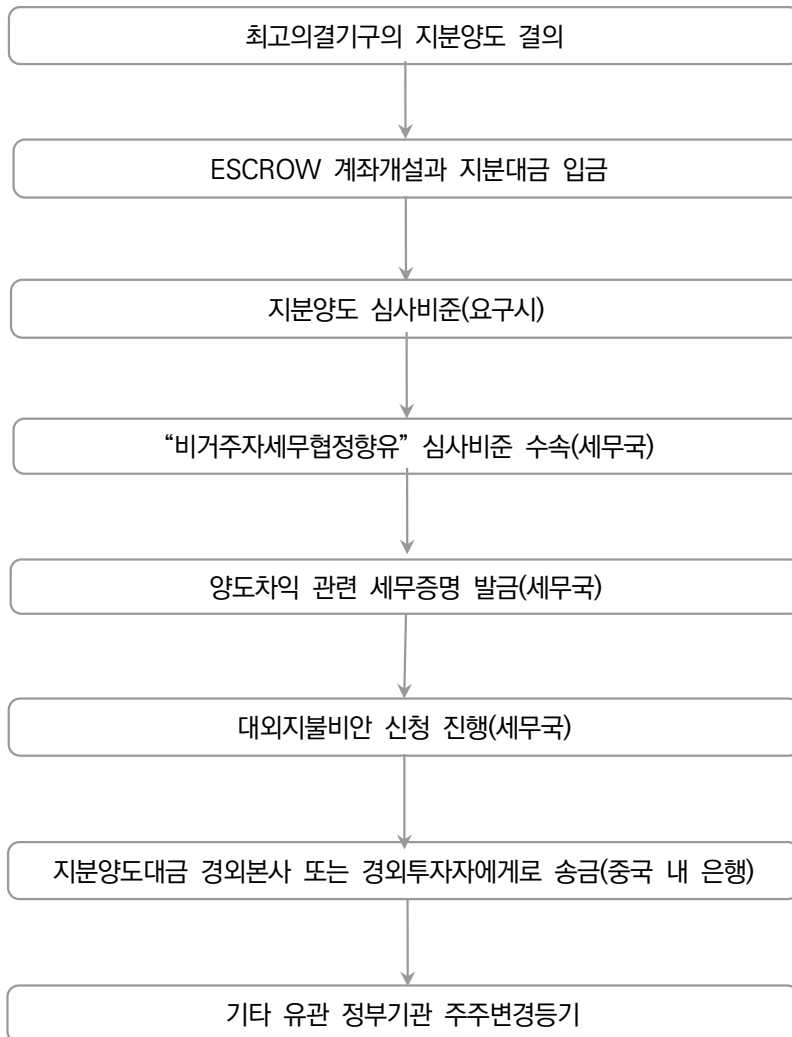 최고의결기구의 지분양도 결의
ESCROW 계좌개설과 지분대금 입금
지분양도 심사비준(요구시)
“비거주자세무협정향유” 심사비준 수속(세무국)
양도차익 관련 세무증명 발금(세무국)
대외지불비안 신청 진행(세무국)
지분양도대금 경외본사 또는 경외투자자에게로 송금(중국 내 은행)
기타 유관 정부기관 주주변경등기